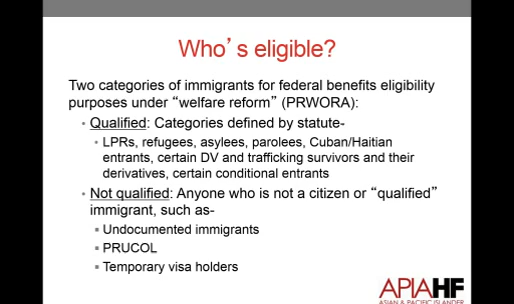 Who's eligible?
Two categories of immigrants for federal benefits eligibility
purposes under “welfare reform” (PRWORA):
• Qualified: Categories defined by statute-
▪ LPRs, refugees, asylees, parolees, Cuban/Haitian
entrants, certain DV and trafficking survivors and their
derivatives, certain conditional entrants
• Not qualified: Anyone who is not a citizen or “qualified”
immigrant, such as-
▪ Undocumented immigrants
▪ PRUCOL
▪ Temporary visa holders
APIAHF
ASIAN & PACIFIC ISLANDER